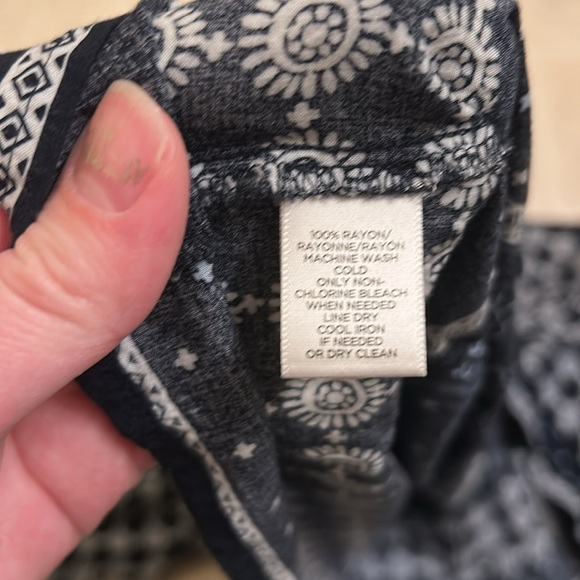 100% RAYON/
RAYONNE/RAYON
MACHINE WASH
COLD
ONLY NON-
CHLORINE BLEACH
WHEN NEEDED
LINE DRY
COOL IRON
IF NEEDED
OR DRY CLEAN